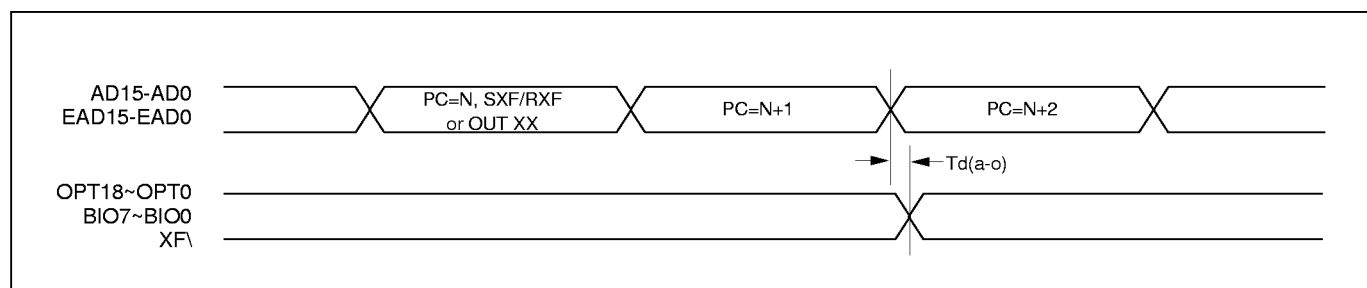 AD15-AD0
EAD15-EAD0
PC=N, SXF/RXF
or OUT XX
PC=N+1
PC=N+2
Td(a-o)
OPT18~OPT0
BIO7~BIO0
XF\